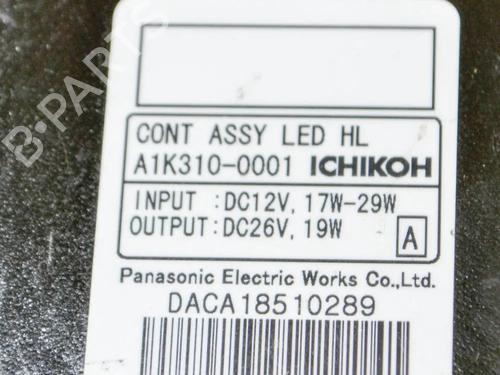 B-PARTS
CONT ASSY LED HL
A1K310-0001 ICHIKOH
INPUT :DC12V, 17W-29W
OUTPUT:DC26V, 19W
A
Panasonic Electric Works Co.,Ltd.
DACA18510289